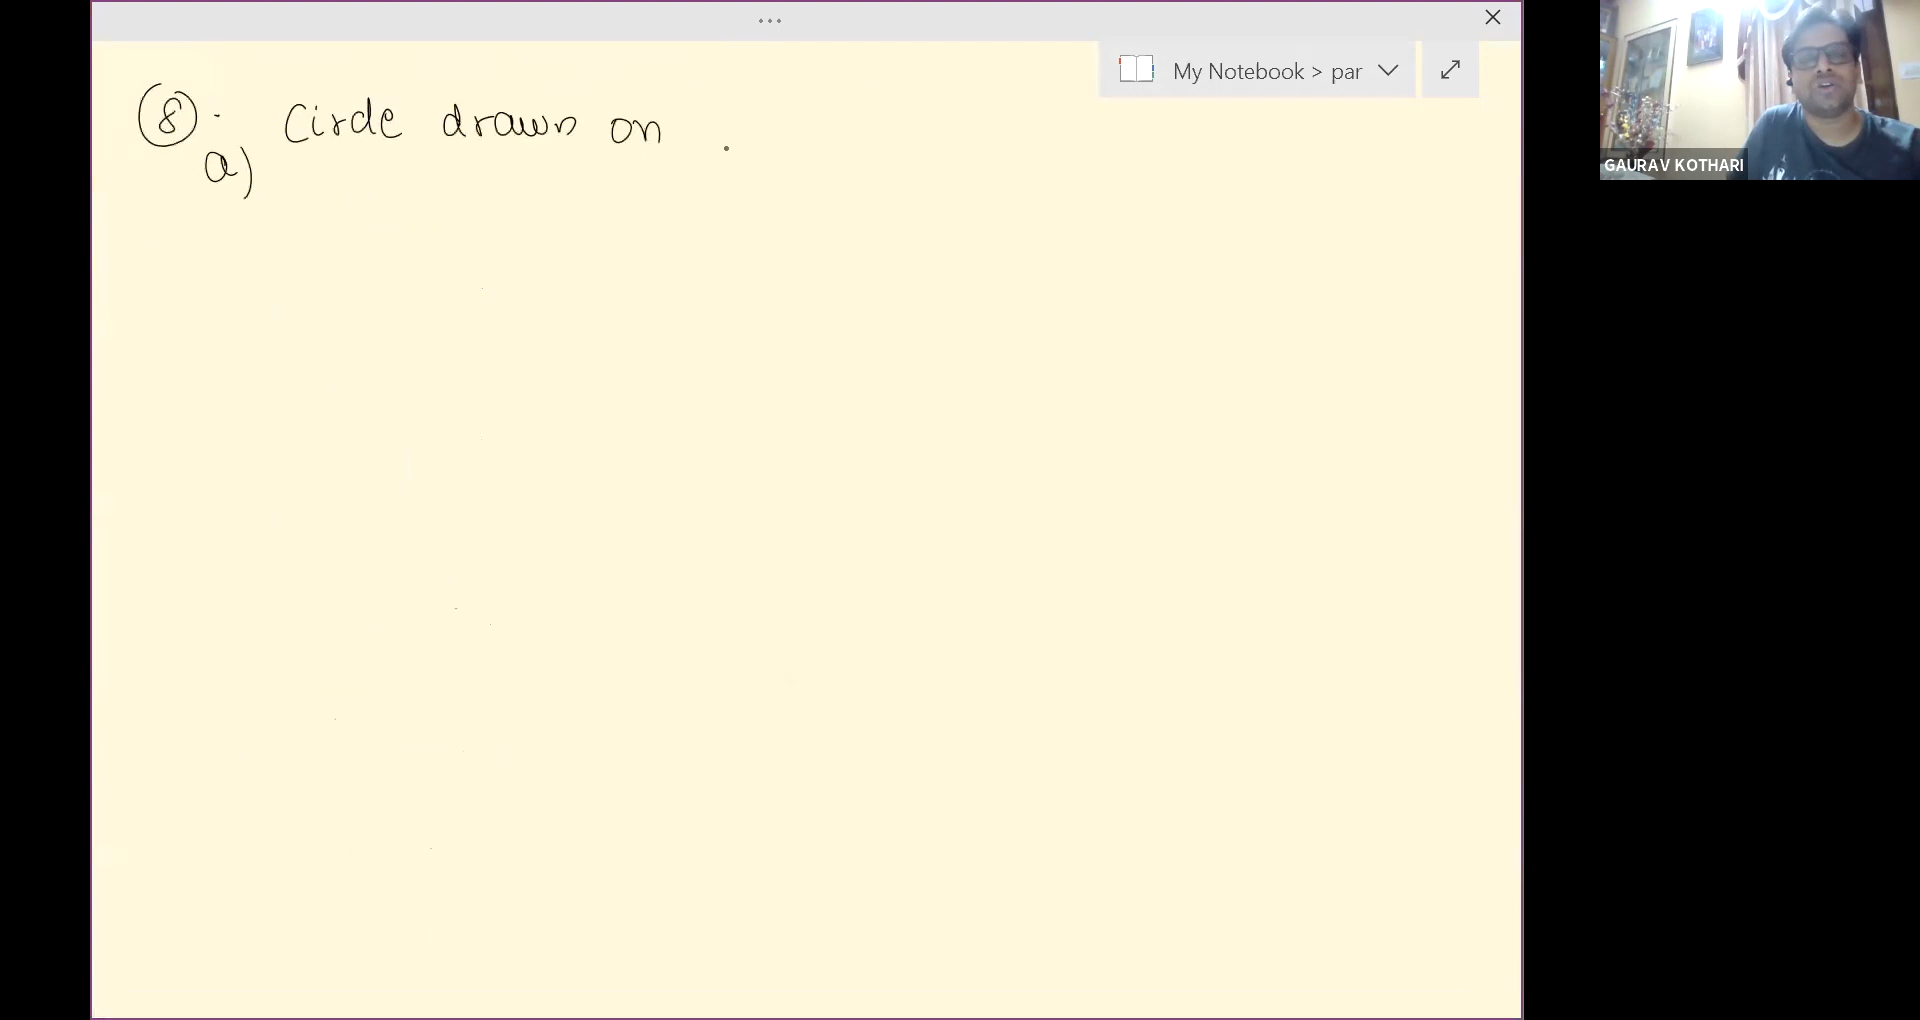 My Notebook > par
⑧. Circle drawn on
a)
GAURAV KOTHARI